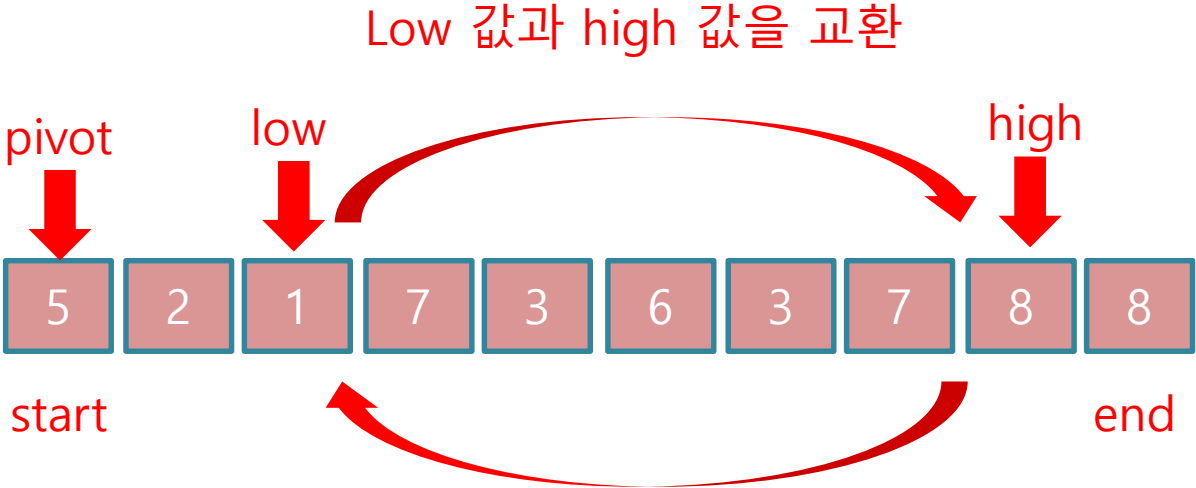 Low 값과 high 값을 교환
pivot low high
5 2 1 7 3 6 3 7 8 8
start end